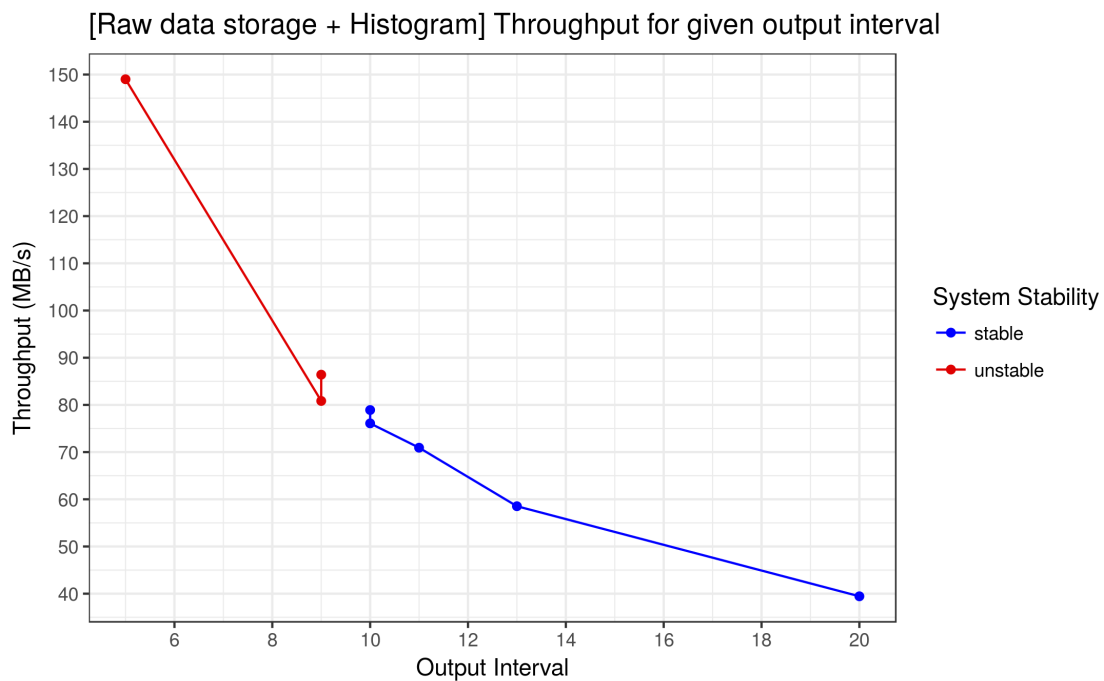 [Raw data storage + Histogram] Throughput for given output interval
150
140
130
120
110
100
90
80
70
60
50
40
Throughput (MB/s)
6 8 10 12 14 16 18 20
Output Interval
System Stability
stable
unstable